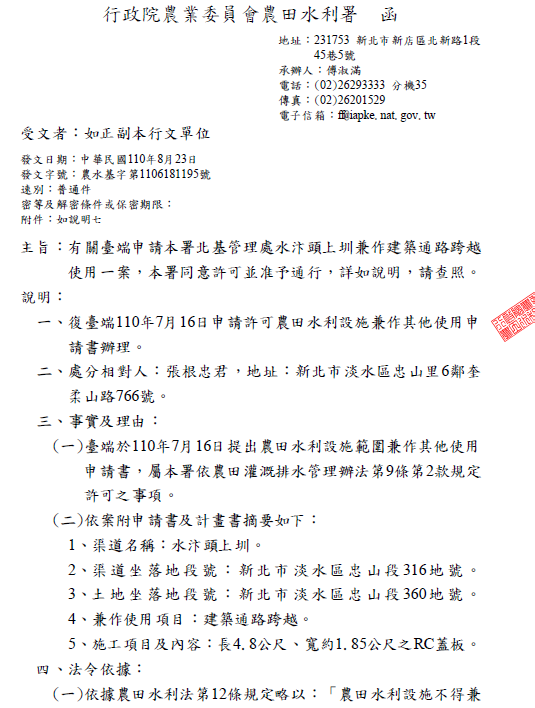 行政院農業委員會農田水利署　函
地址：231753 新北市新店區北新路1段
45巷5號
承辦人：傅淑滿
電話：(02)26293333 分機35
傳真：(02)26201529
電子信箱：ff@iapke.nat.gov.tw
受文者：如正副本行文單位
發文日期：中華民國110年8月23日
發文字號：農水基字第1106181195號
速別：普通件
密等及解密條件或保密期限：
附件：如說明七
主旨：有關臺端申請本署北基管理處水汴頭上圳兼作建築通路跨越
使用一案，本署同意許可並准予通行，詳如說明，請查照。
說明：
一、復臺端110年7月16日申請許可農田水利設施兼作其他使用申
請書辦理。
二、處分相對人：張根忠君，地址：新北市淡水區忠山里6鄰奎
柔山路766號。
三、事實及理由：
(一)臺端於110年7月16日提出農田水利設施範圍兼作其他使用
申請書，屬本署依農田灌溉排水管理辦法第9條第2款規定
許可之事項。
(二)依案附申請書及計畫書摘要如下：
1、渠道名稱：水汴頭上圳。
2、渠道坐落地段號：新北市淡水區忠山段316地號。
3、土地坐落地段號：新北市淡水區忠山段360地號。
4、兼作使用項目：建築通路跨越。
5、施工項目及內容：長4.8公尺、寬約1.85公尺之RC蓋板。
四、法令依據：
(一)依據農田水利法第12條規定略以：「農田水利設施不得兼